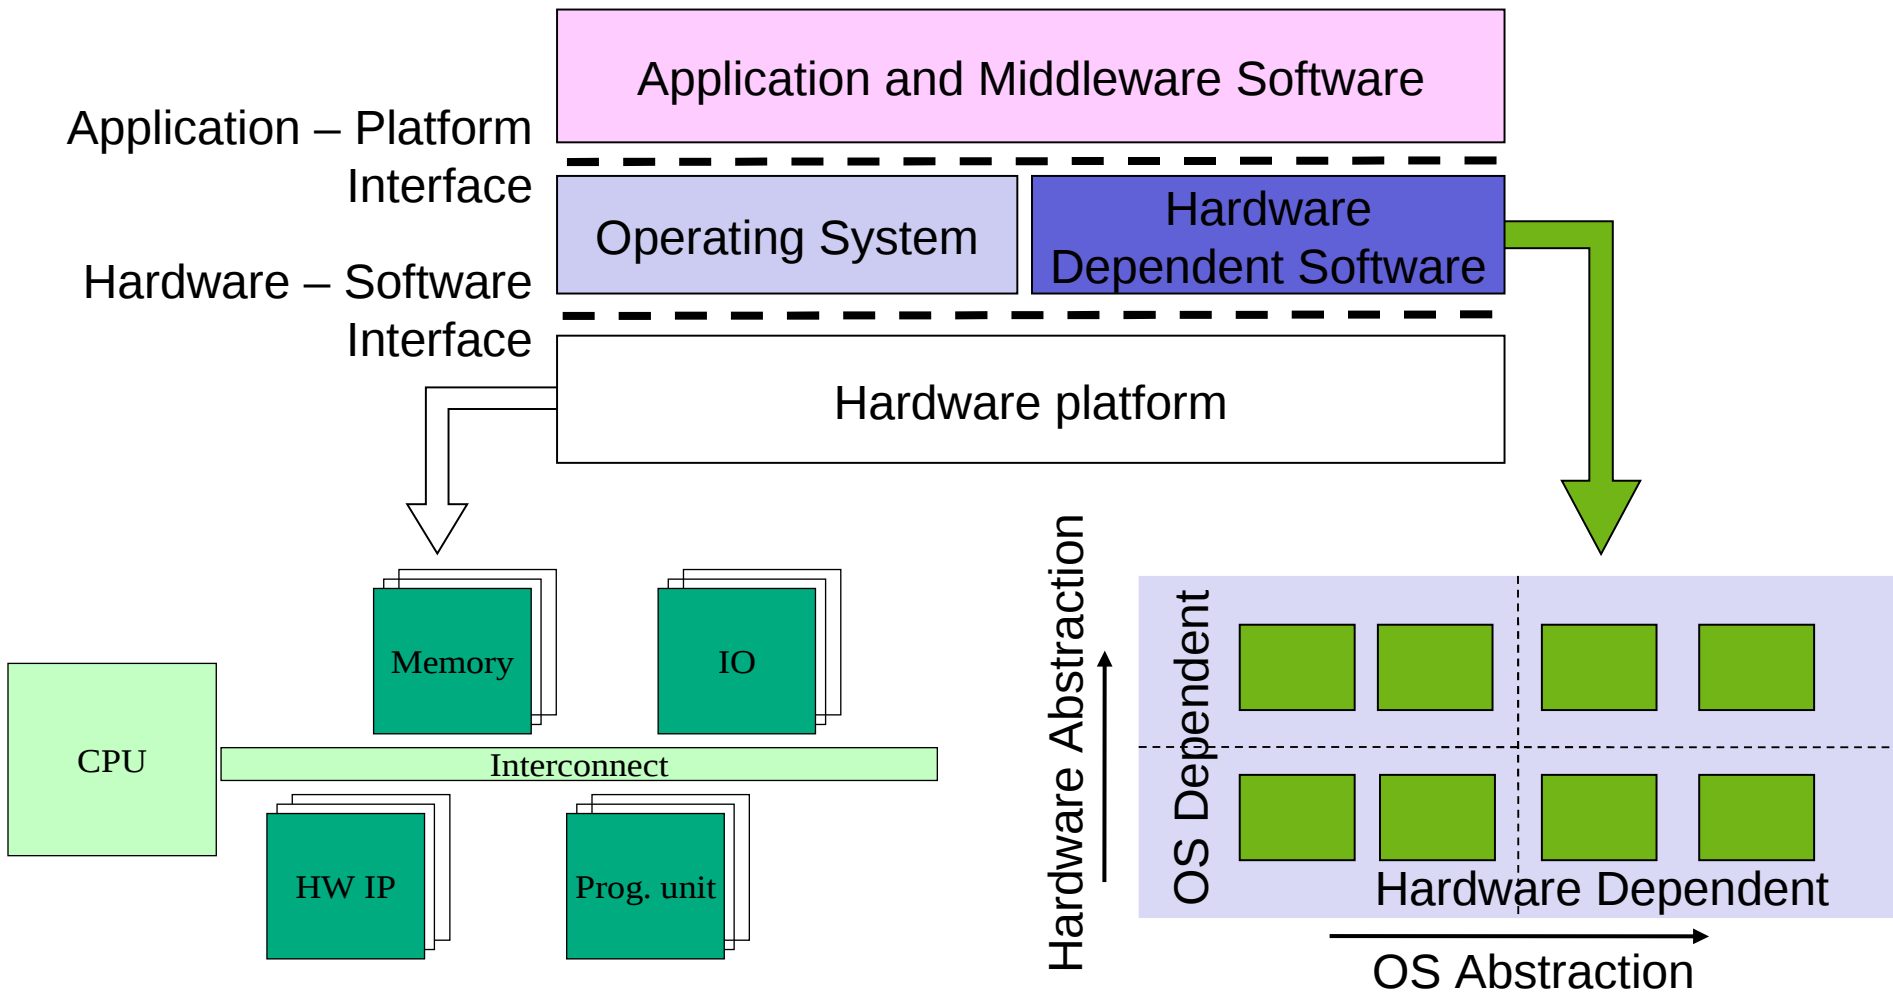 Application and Middleware Software
Application – Platform
Interface
Operating System
Hardware
Dependent Software
Hardware – Software
Interface
Hardware platform
Memory
IO
CPU
Interconnect
HW IP
Prog. unit
Hardware Abstraction
OS Dependent
Hardware Dependent
OS Abstraction